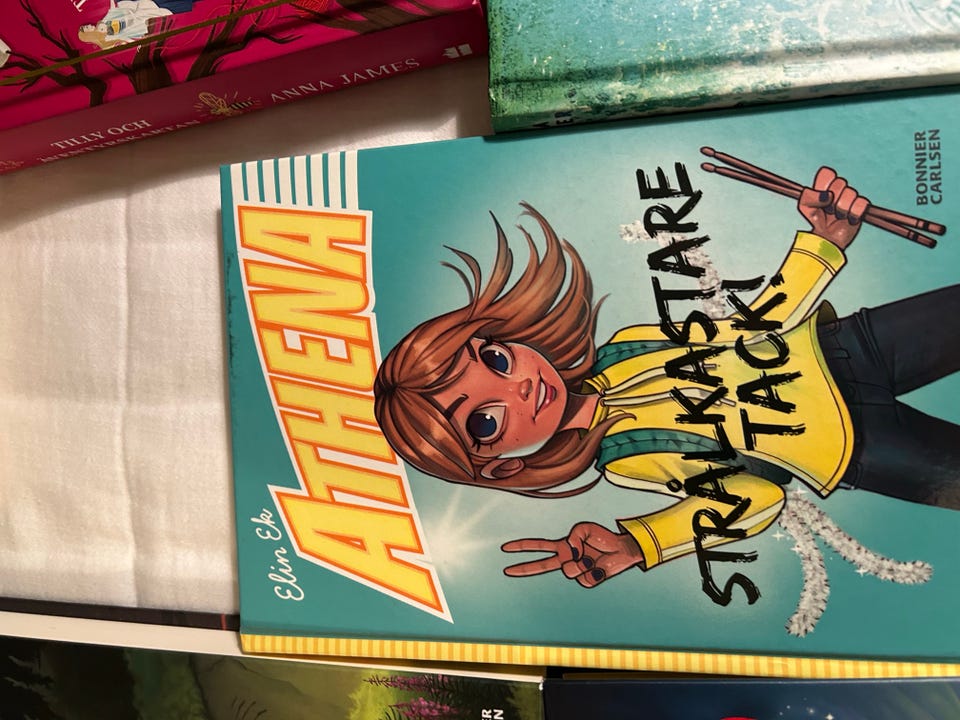 TILLY OCH
ANNA JAMES
Elin Ek
ATHENA
STRÅLKASTARE
TACK!
BONNIER
CARLSEN